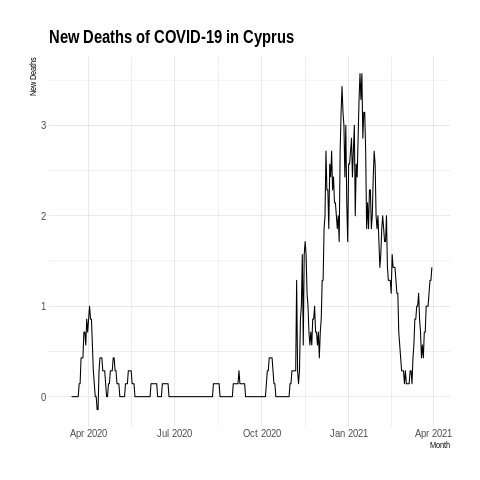 New Deaths of COVID-19 in Cyprus
New Deaths
3
2
1
0
Apr 2020 Jul 2020 Oct 2020 Jan 2021 Apr 2021
Month